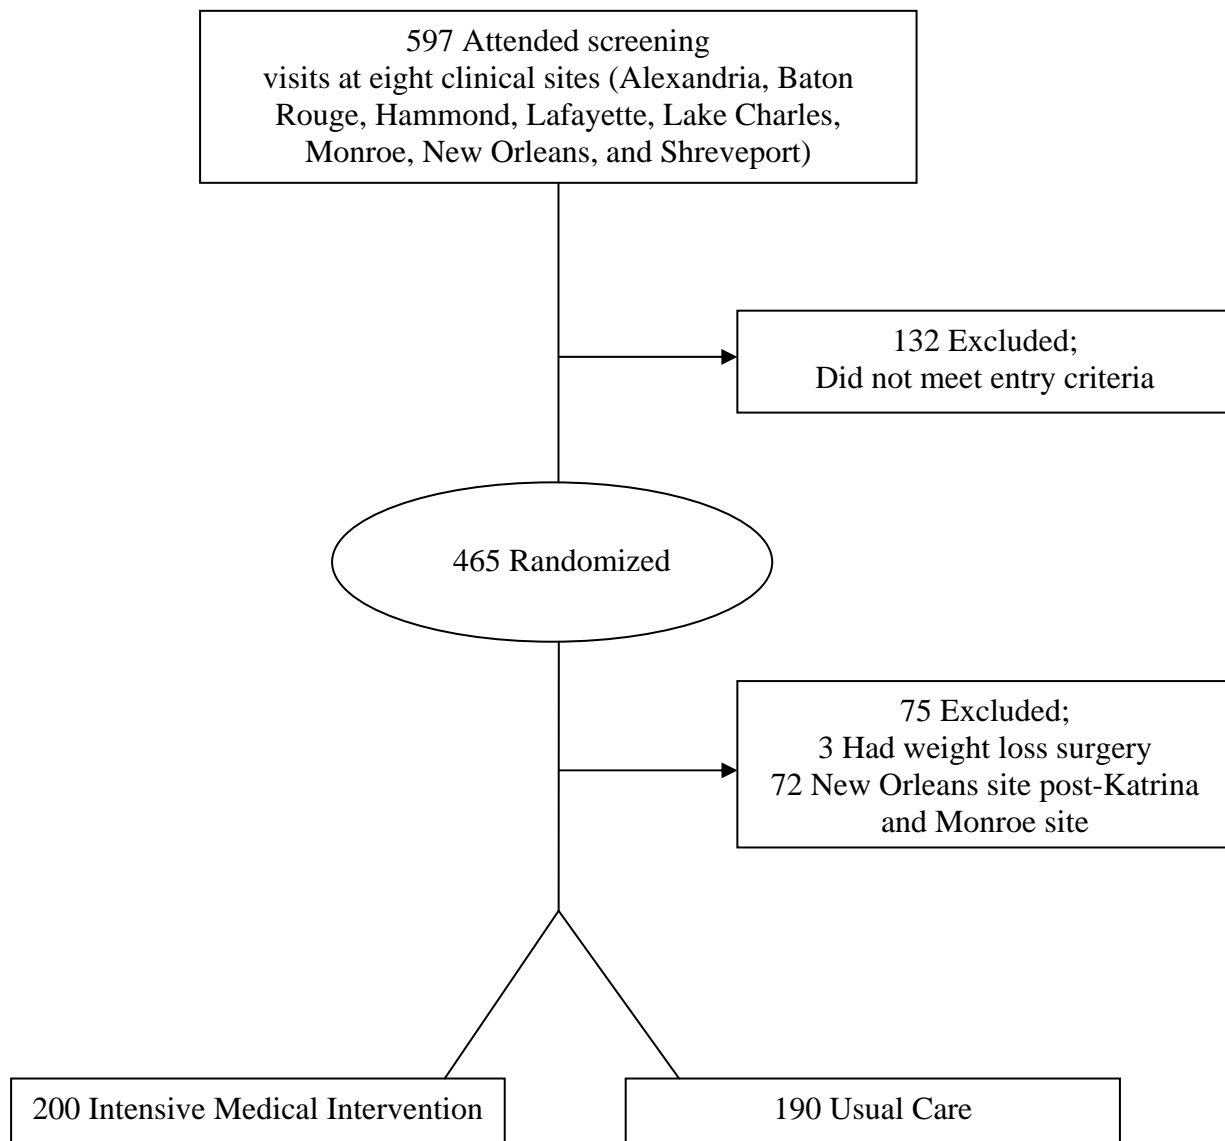 597 Attended screening
visits at eight clinical sites (Alexandria, Baton
Rouge, Hammond, Lafayette, Lake Charles,
Monroe, New Orleans, and Shreveport)
132 Excluded;
Did not meet entry criteria
465 Randomized
75 Excluded;
3 Had weight loss surgery
72 New Orleans site post-Katrina
and Monroe site
200 Intensive Medical Intervention
190 Usual Care